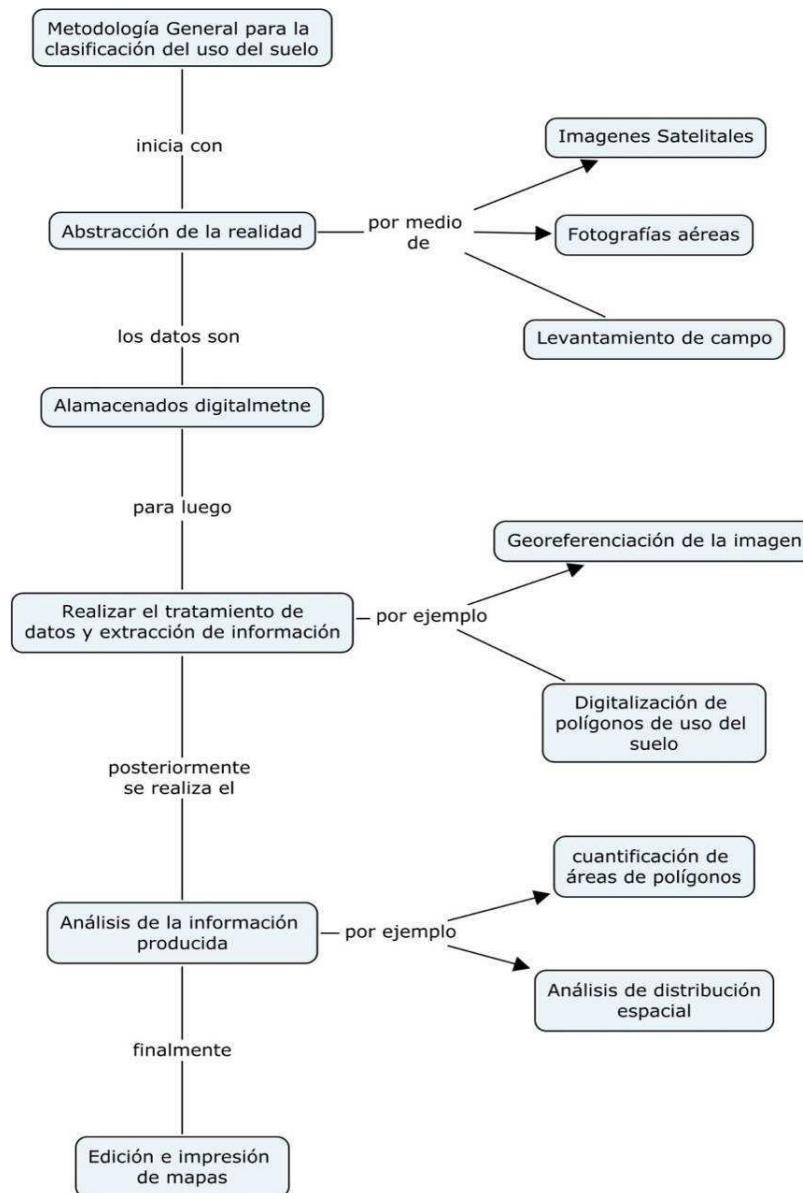 Metodología General para la
clasificación del uso del suelo
inicia con
Imagenes Satelitales
Abstracción de la realidad
por medio
de
Fotografías aéreas
Levantamiento de campo
los datos son
Alamacenados digitalmetne
para luego
Georeferenciación de la imagen
Realizar el tratamiento de
datos y extracción de información
por ejemplo
Digitalización de
polígonos de uso del
suelo
posteriormente
se realiza el
cuantificación de
áreas de polígonos
Análisis de la información
producida
por ejemplo
Análisis de distribución
espacial
finalmente
Edición e impresión
de mapas